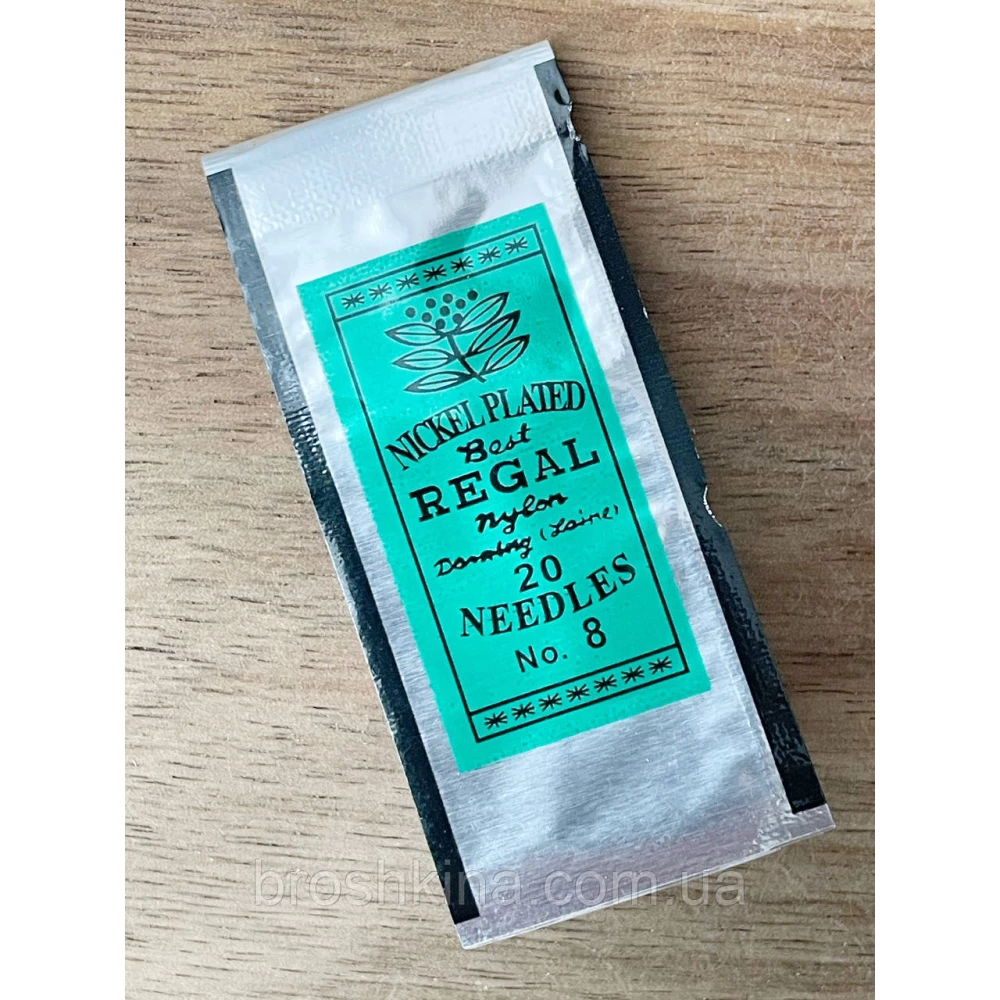 NICKEL PLATED
Best
REGAL
Nylon
Darning (Laine)
20
NEEDLES
No. 8
broshkina.com.ua